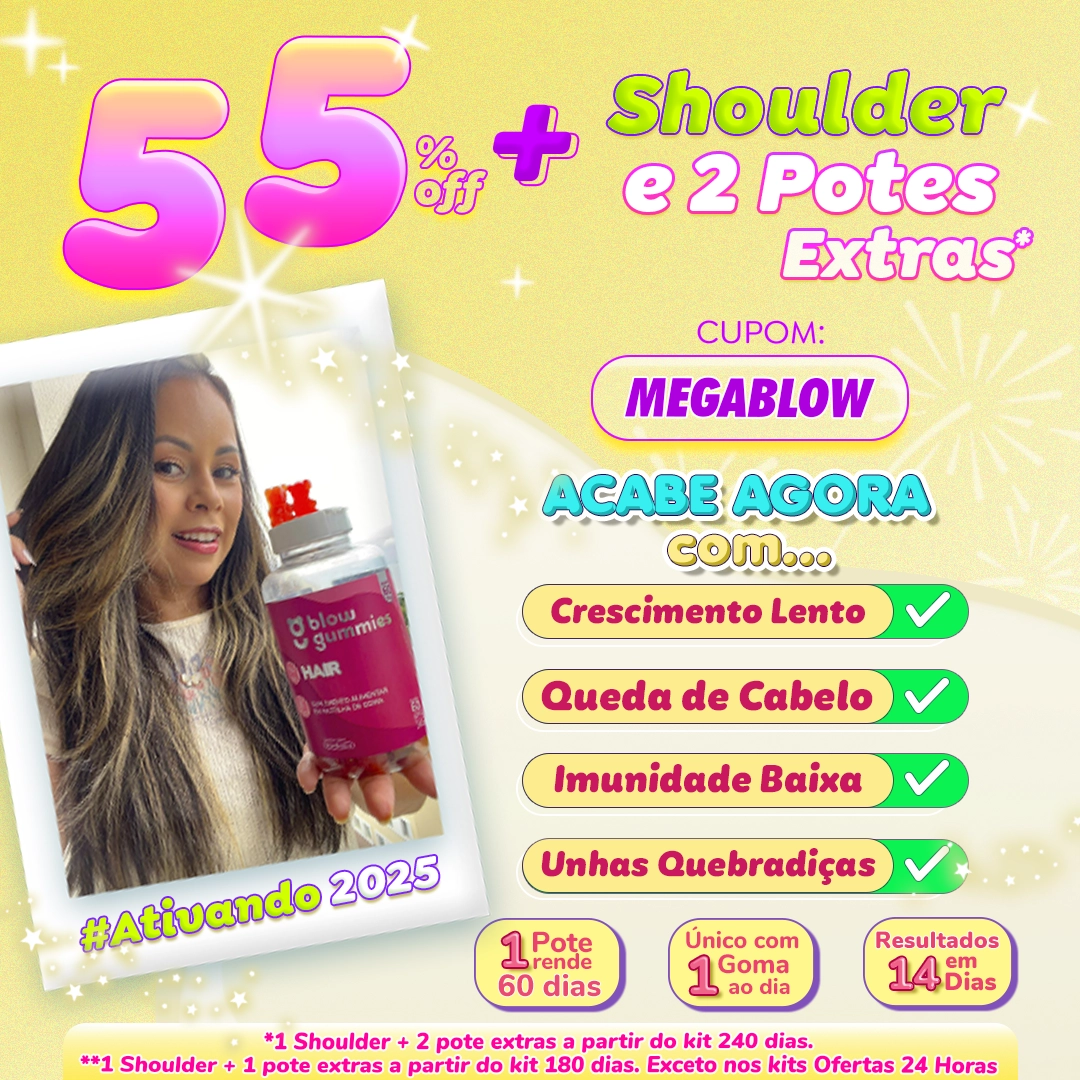 55% off + Shoulder
e 2 Potes
Extras*
CUPOM:
MEGABLOW
ACABE AGORA
com...
Crescimento Lento
Queda de Cabelo
Imunidade Baixa
Unhas Quebradiças
blow
gummies
HAIR
#Ativando 2025
1 Pote
rende
60 dias
Único com
1 Goma
ao dia
Resultados
em
14 Dias
*1 Shoulder + 2 pote extras a partir do kit 240 dias.
**1 Shoulder + 1 pote extras a partir do kit 180 dias. Exceto nos kits Ofertas 24 Horas